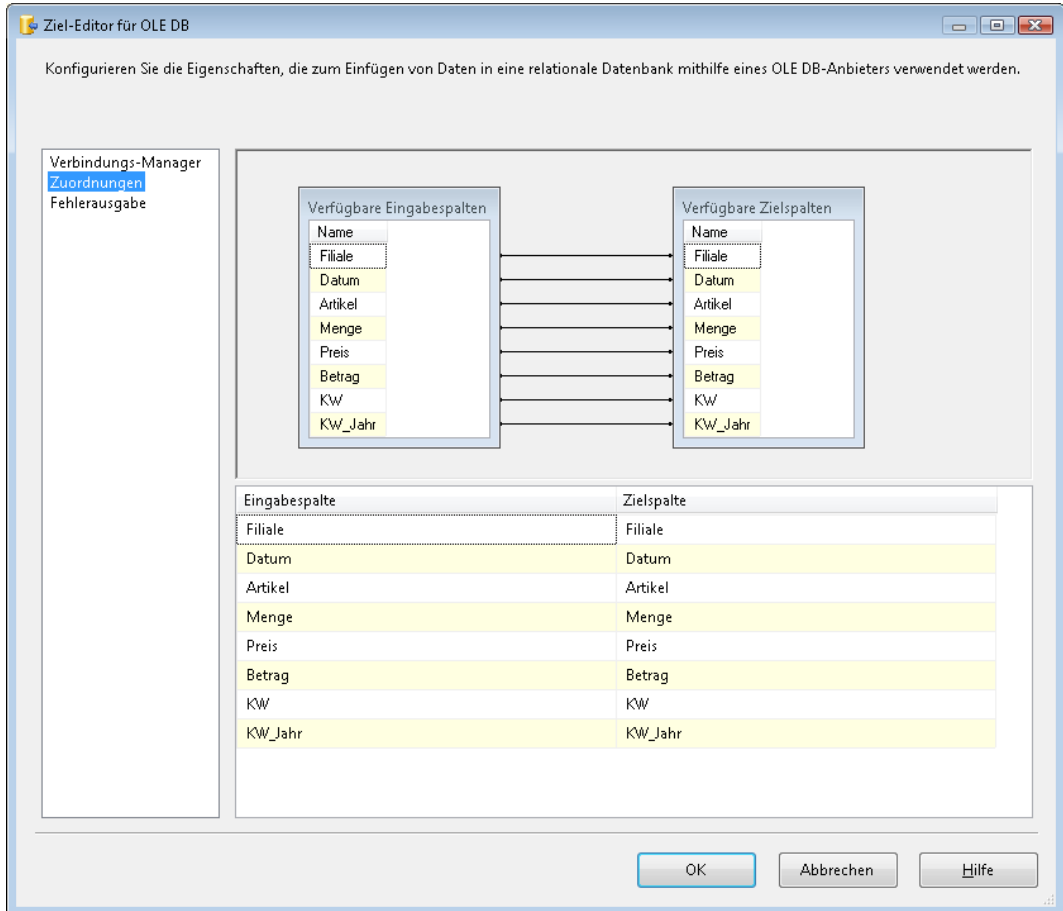 Ziel-Editor für OLE DB
Konfigurieren Sie die Eigenschaften, die zum Einfügen von Daten in eine relationale Datenbank mithilfe eines OLE DB-Anbieters verwendet werden.
Verbindungs-Manager
Zuordnungen
Fehlerausgabe
Verfügbare Eingabespalten
Name
Filiale
Datum
Artikel
Menge
Preis
Betrag
KW
KW_Jahr
Verfügbare Zielspalten
Name
Filiale
Datum
Artikel
Menge
Preis
Betrag
KW
KW_Jahr
Eingabespalte Zielspalte
Filiale Filiale
Datum Datum
Artikel Artikel
Menge Menge
Preis Preis
Betrag Betrag
KW KW
KW_Jahr KW_Jahr
OK Abbrechen Hilfe